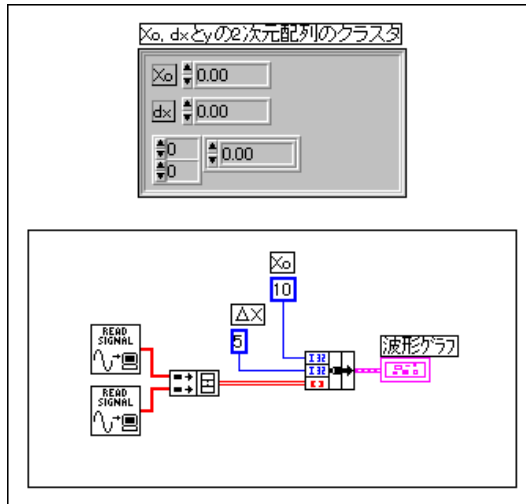 Xo, dxとyの2次元配列のクラスタ
Xo 0.00
dx 0.00
0 0.00
0
Xo
10
ΔX
5
READ SIGNAL
I32
I32
波形グラフ
READ SIGNAL